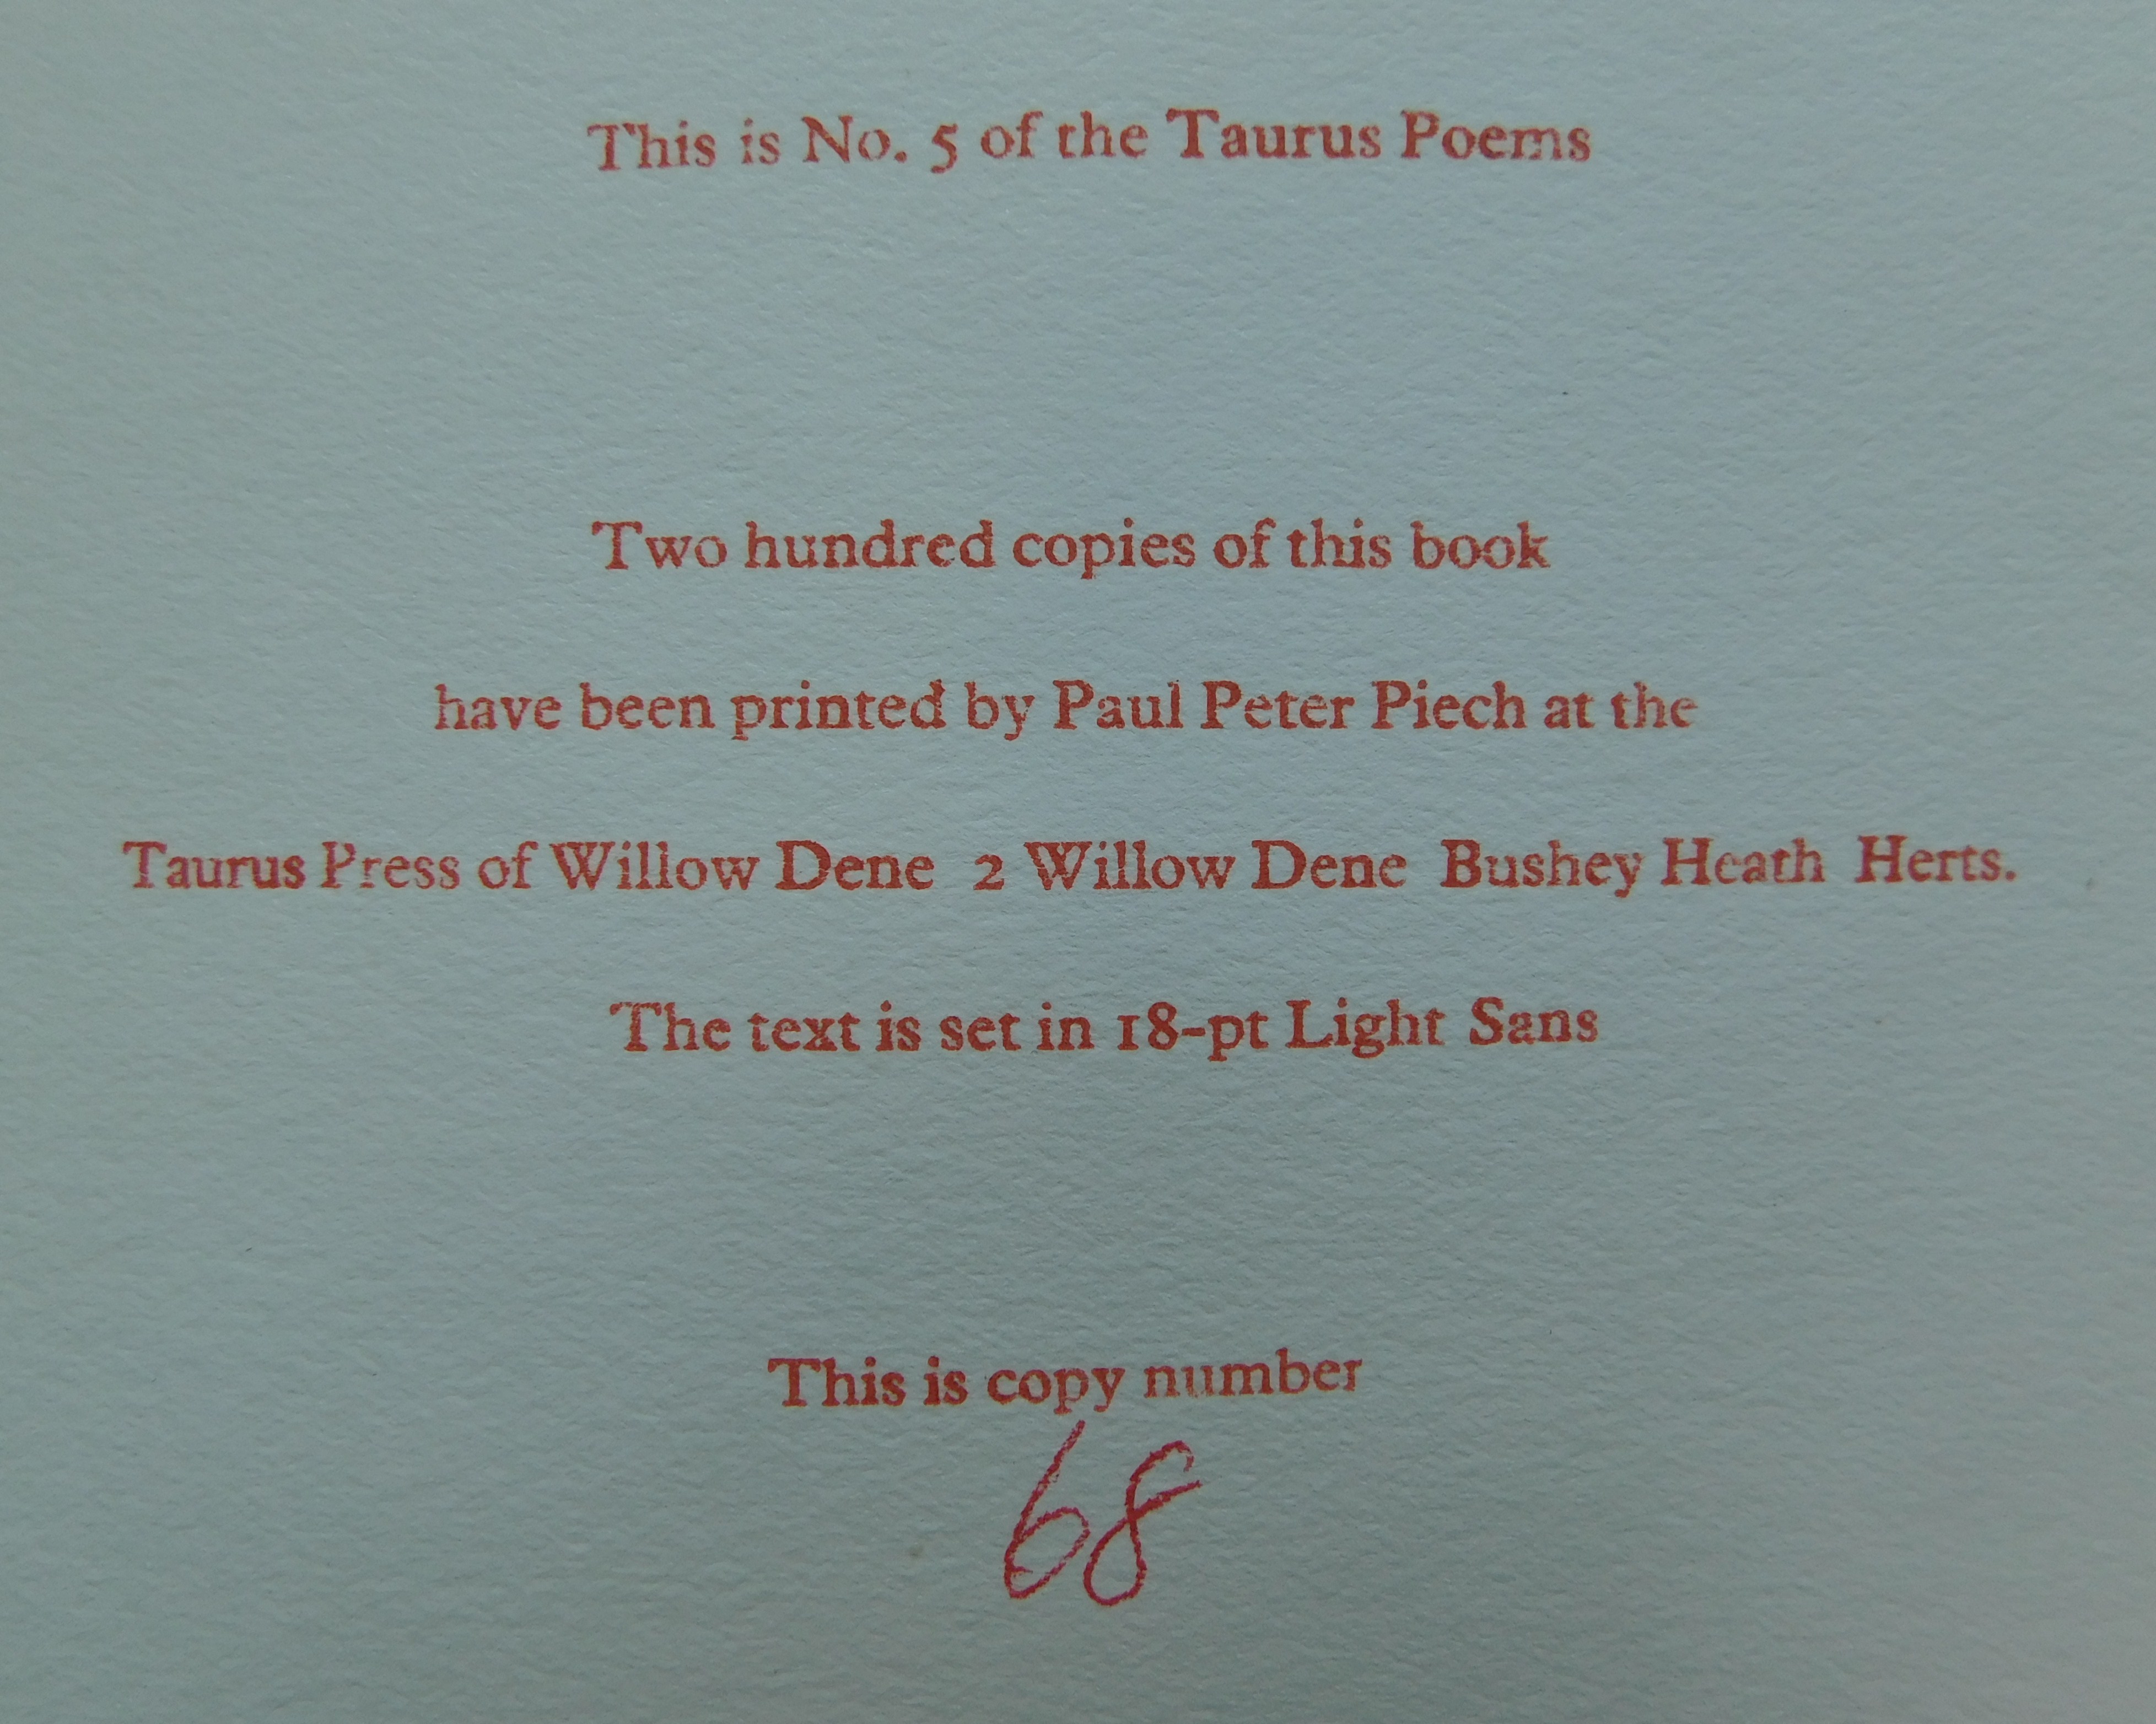 This is No. 5 of the Taurus Poems
Two hundred copies of this book
have been printed by Paul Peter Piech at the
Taurus Press of Willow Dene 2 Willow Dene Bushey Heath Herts.
The text is set in 18-pt Light Sans
This is copy number
68